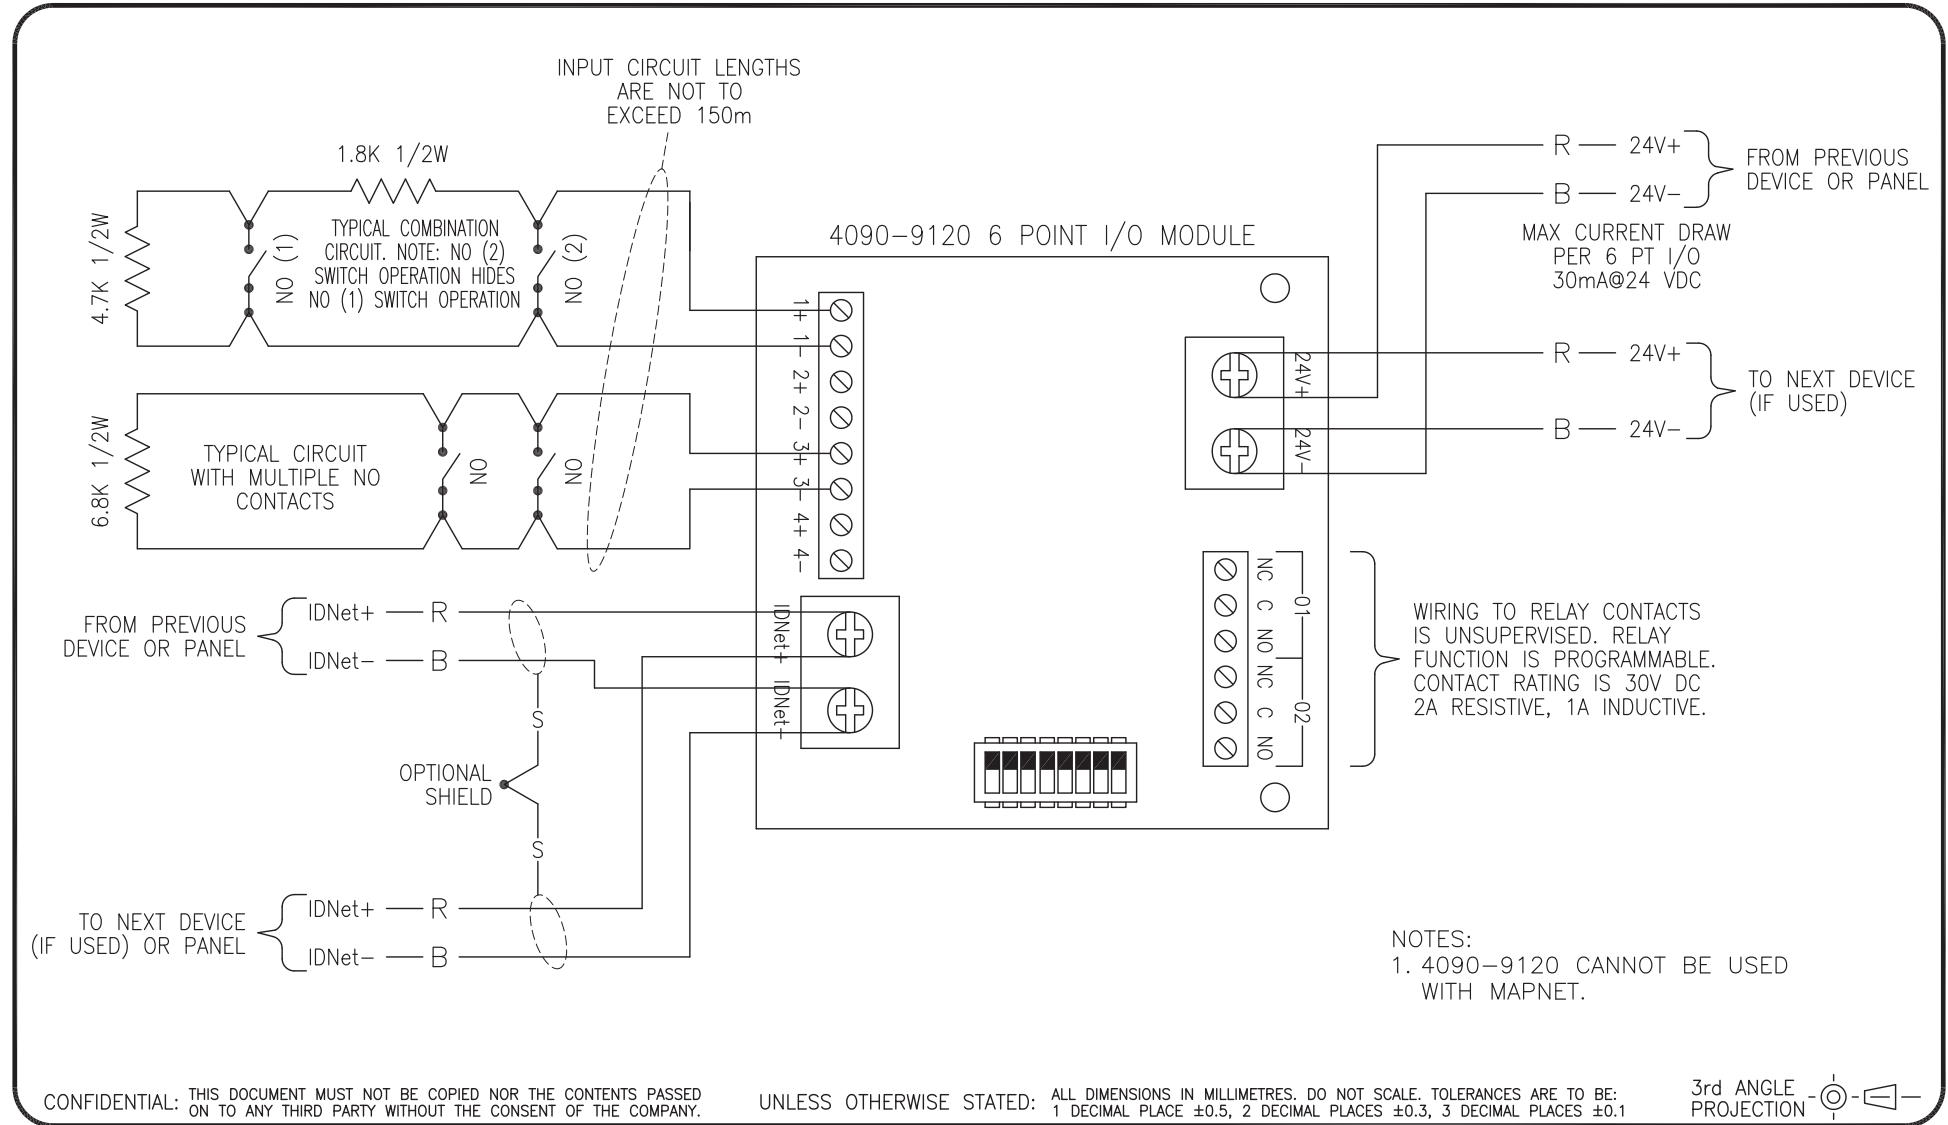 INPUT CIRCUIT LENGTHS
ARE NOT TO
EXCEED 150m
1.8K 1/2W
4.7K 1/2W
NO (1)
TYPICAL COMBINATION
CIRCUIT. NOTE: NO (2)
SWITCH OPERATION HIDES
NO (1) SWITCH OPERATION
NO (2)
6.8K 1/2W
TYPICAL CIRCUIT
WITH MULTIPLE NO
CONTACTS
NO
NO
4090-9120 6 POINT I/O MODULE
1+
1-
2+
2-
3+
3-
4+
4-
R
24V+
B
24V-
FROM PREVIOUS
DEVICE OR PANEL
MAX CURRENT DRAW
PER 6 PT I/O
30mA@24 VDC
24V+
24V-
R
24V+
B
24V-
TO NEXT DEVICE
(IF USED)
NC
C
NO
01
NC
C
NO
02
WIRING TO RELAY CONTACTS
IS UNSUPERVISED. RELAY
FUNCTION IS PROGRAMMABLE.
CONTACT RATING IS 30V DC
2A RESISTIVE, 1A INDUCTIVE.
FROM PREVIOUS
DEVICE OR PANEL
IDNet+
R
IDNet-
B
IDNet+
IDNet-
S
OPTIONAL
SHIELD
S
TO NEXT DEVICE
(IF USED) OR PANEL
IDNet+
R
IDNet-
B
NOTES:
1. 4090-9120 CANNOT BE USED
WITH MAPNET.
CONFIDENTIAL: THIS DOCUMENT MUST NOT BE COPIED NOR THE CONTENTS PASSED
ON TO ANY THIRD PARTY WITHOUT THE CONSENT OF THE COMPANY.
UNLESS OTHERWISE STATED: ALL DIMENSIONS IN MILLIMETRES. DO NOT SCALE. TOLERANCES ARE TO BE:
1 DECIMAL PLACE ±0.5, 2 DECIMAL PLACES ±0.3, 3 DECIMAL PLACES ±0.1
3rd ANGLE
PROJECTION